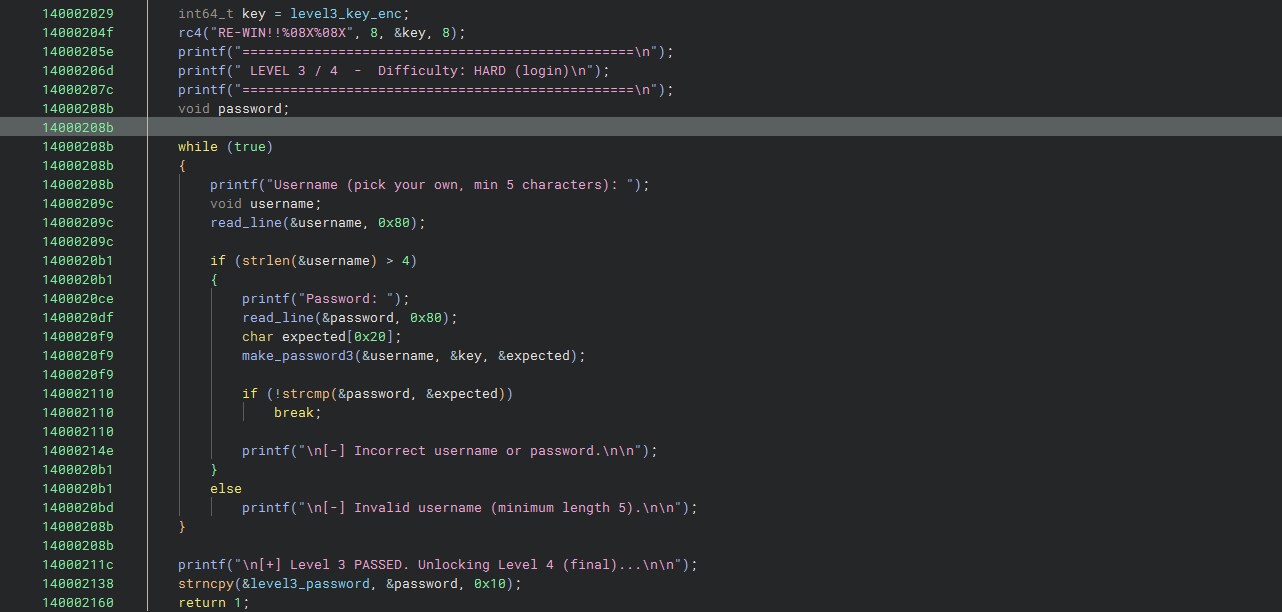 140002029 int64_t key = level3_key_enc;
14000204f rc4("RE-WIN!!%08X%08X", 8, &key, 8);
14000205e printf("=================================================\n");
14000206d printf(" LEVEL 3 / 4  -  Difficulty: HARD (login)\n");
14000207c printf("=================================================\n");
14000208b void password;
14000208b
14000208b while (true)
14000208b {
14000208b     printf("Username (pick your own, min 5 characters): ");
14000209c     void username;
14000209c     read_line(&username, 0x80);
14000209c
1400020b1     if (strlen(&username) > 4)
1400020b1     {
1400020ce         printf("Password: ");
1400020df         read_line(&password, 0x80);
1400020f9         char expected[0x20];
1400020f9         make_password3(&username, &key, &expected);
1400020f9
140002110         if (!strcmp(&password, &expected))
140002110             break;
140002110
14000214e         printf("\n[-] Incorrect username or password.\n\n");
1400020b1     }
1400020b1     else
1400020bd         printf("\n[-] Invalid username (minimum length 5).\n\n");
14000208b }
14000208b
14000211c printf("\n[+] Level 3 PASSED. Unlocking Level 4 (final)...\n\n");
140002138 strncpy(&level3_password, &password, 0x10);
140002160 return 1;